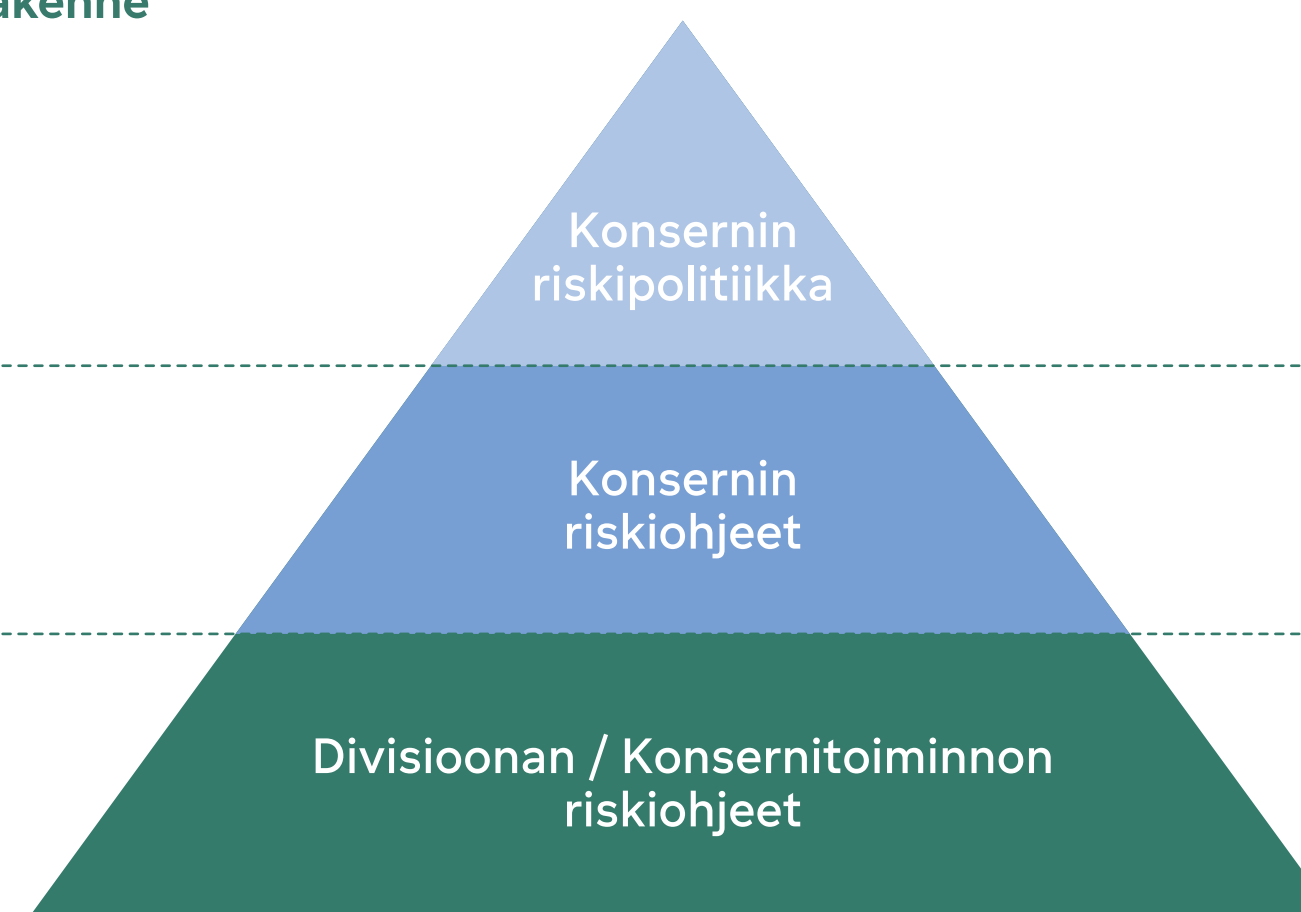 Konsernin
riskipolitiikka
Konsernin
riskiohjeet
Divisioonan / Konsernitoiminnon
riskiohjeet